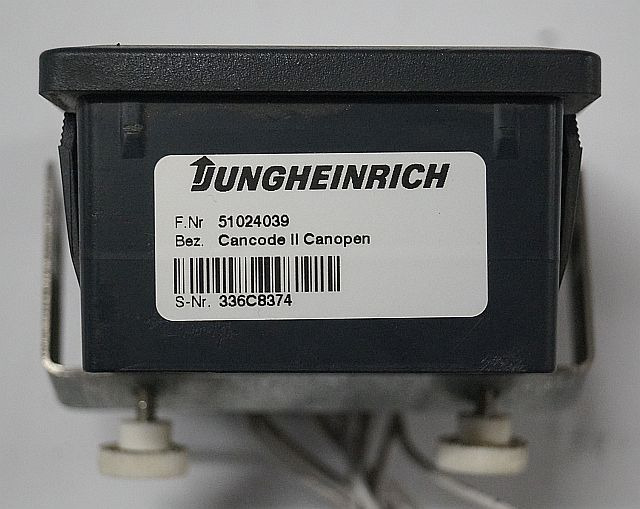 JUNGHEINRICH
F.Nr 51024039
Bez. Cancode II Canopen
S-Nr. 336C8374